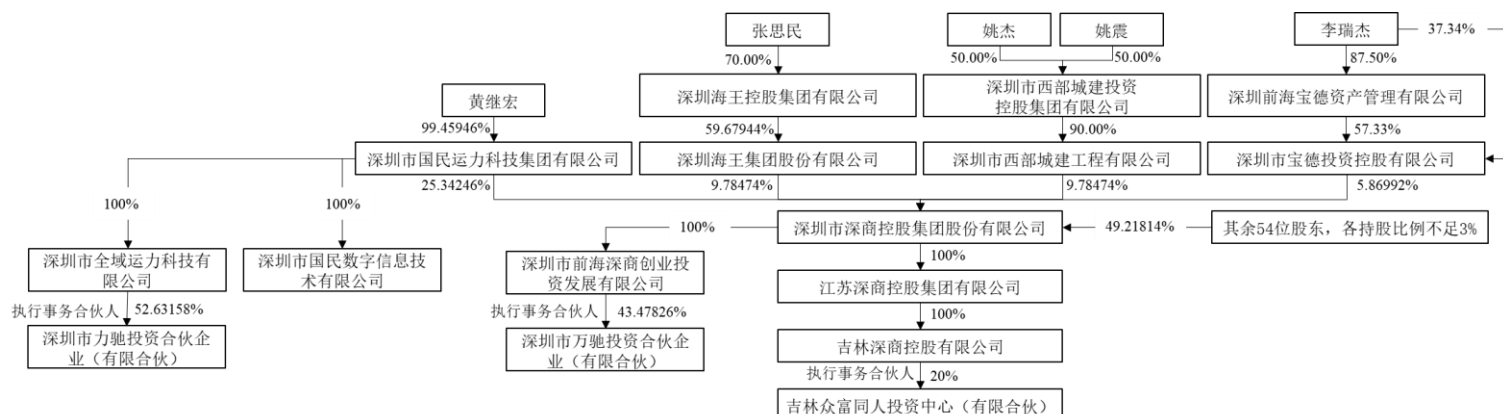 张思民
姚杰
姚震
李瑞杰
37.34%
70.00%
50.00%
50.00%
87.50%
黄继宏
深圳海王控股集团有限公司
深圳市西部城建投资
控股集团有限公司
深圳前海宝德资产管理有限公司
99.45946%
59.67944%
90.00%
57.33%
深圳市国民运力科技集团有限公司
深圳海王集团股份有限公司
深圳市西部城建工程有限公司
深圳市宝德投资控股有限公司
25.34246%
9.78474%
9.78474%
5.86992%
100%
100%
100%
深圳市深商控股集团股份有限公司
49.21814%
其余54位股东，各持股比例不足3%
深圳市全域运力科技有
限公司
深圳市国民数字信息技
术有限公司
深圳市前海深商创业投
资发展有限公司
100%
江苏深商控股集团有限公司
执行事务合伙人
52.63158%
执行事务合伙人
43.47826%
100%
深圳市力驰投资合伙企
业（有限合伙）
深圳市万驰投资合伙企
业（有限合伙）
吉林深商控股有限公司
执行事务合伙人
20%
吉林众富同人投资中心（有限合伙）